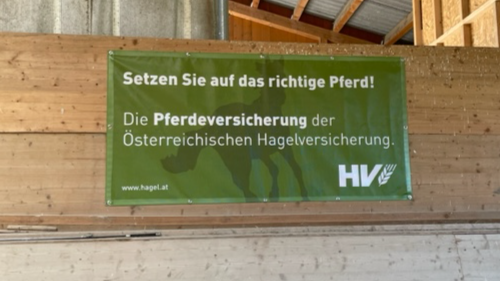 Setzen Sie auf das richtige Pferd!
Die Pferdeversicherung der
Österreichischen Hagelversicherung.
www.hagel.at
HV